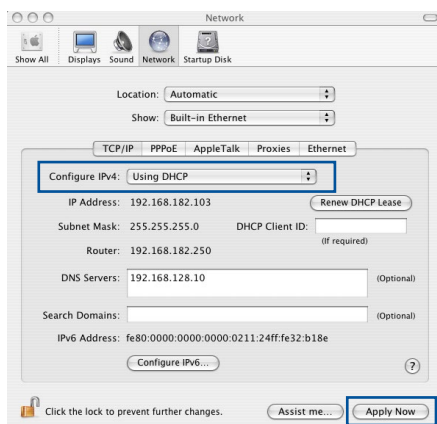 Network
Show All Displays Sound Network Startup Disk
Location: Automatic
Show: Built-in Ethernet
TCP/IP PPPoE AppleTalk Proxies Ethernet
Configure IPv4: Using DHCP
IP Address: 192.168.182.103 Renew DHCP Lease
Subnet Mask: 255.255.255.0 DHCP Client ID:
(If required)
Router: 192.168.182.250
DNS Servers: 192.168.128.10 (Optional)
Search Domains: (Optional)
IPv6 Address: fe80:0000:0000:0000:0211:24ff:fe32:b18e
Configure IPv6... ?
Click the lock to prevent further changes. Assist me... Apply Now